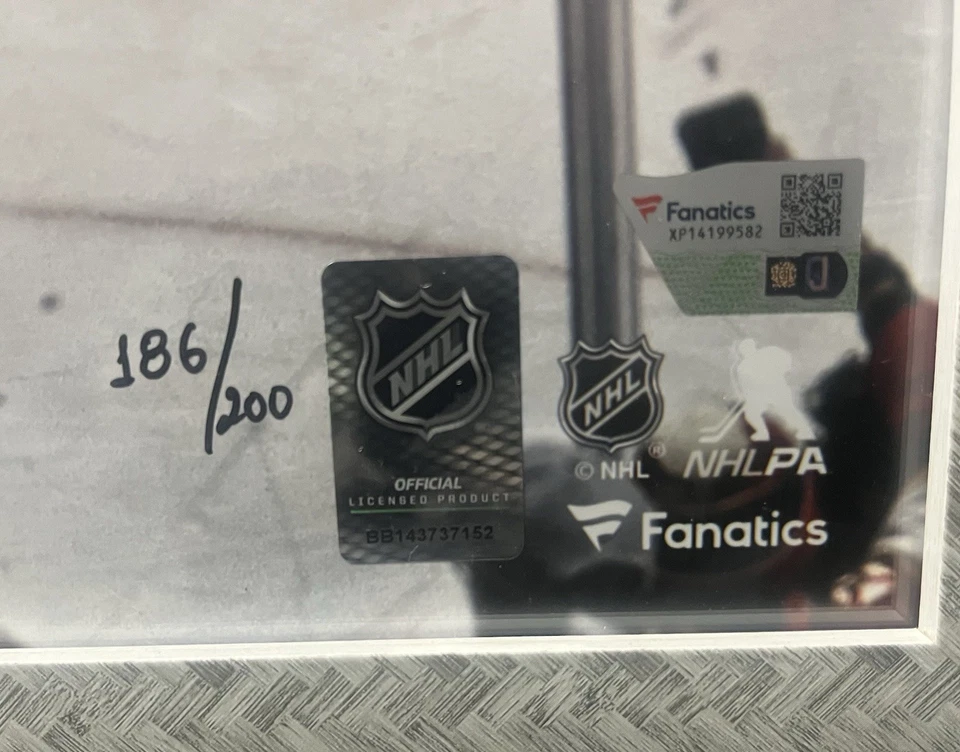 Fanatics
XP14199582
186/200
NHL
OFFICIAL
LICENSED PRODUCT
BB143737152
NHL
© NHL®
NHLPA
Fanatics